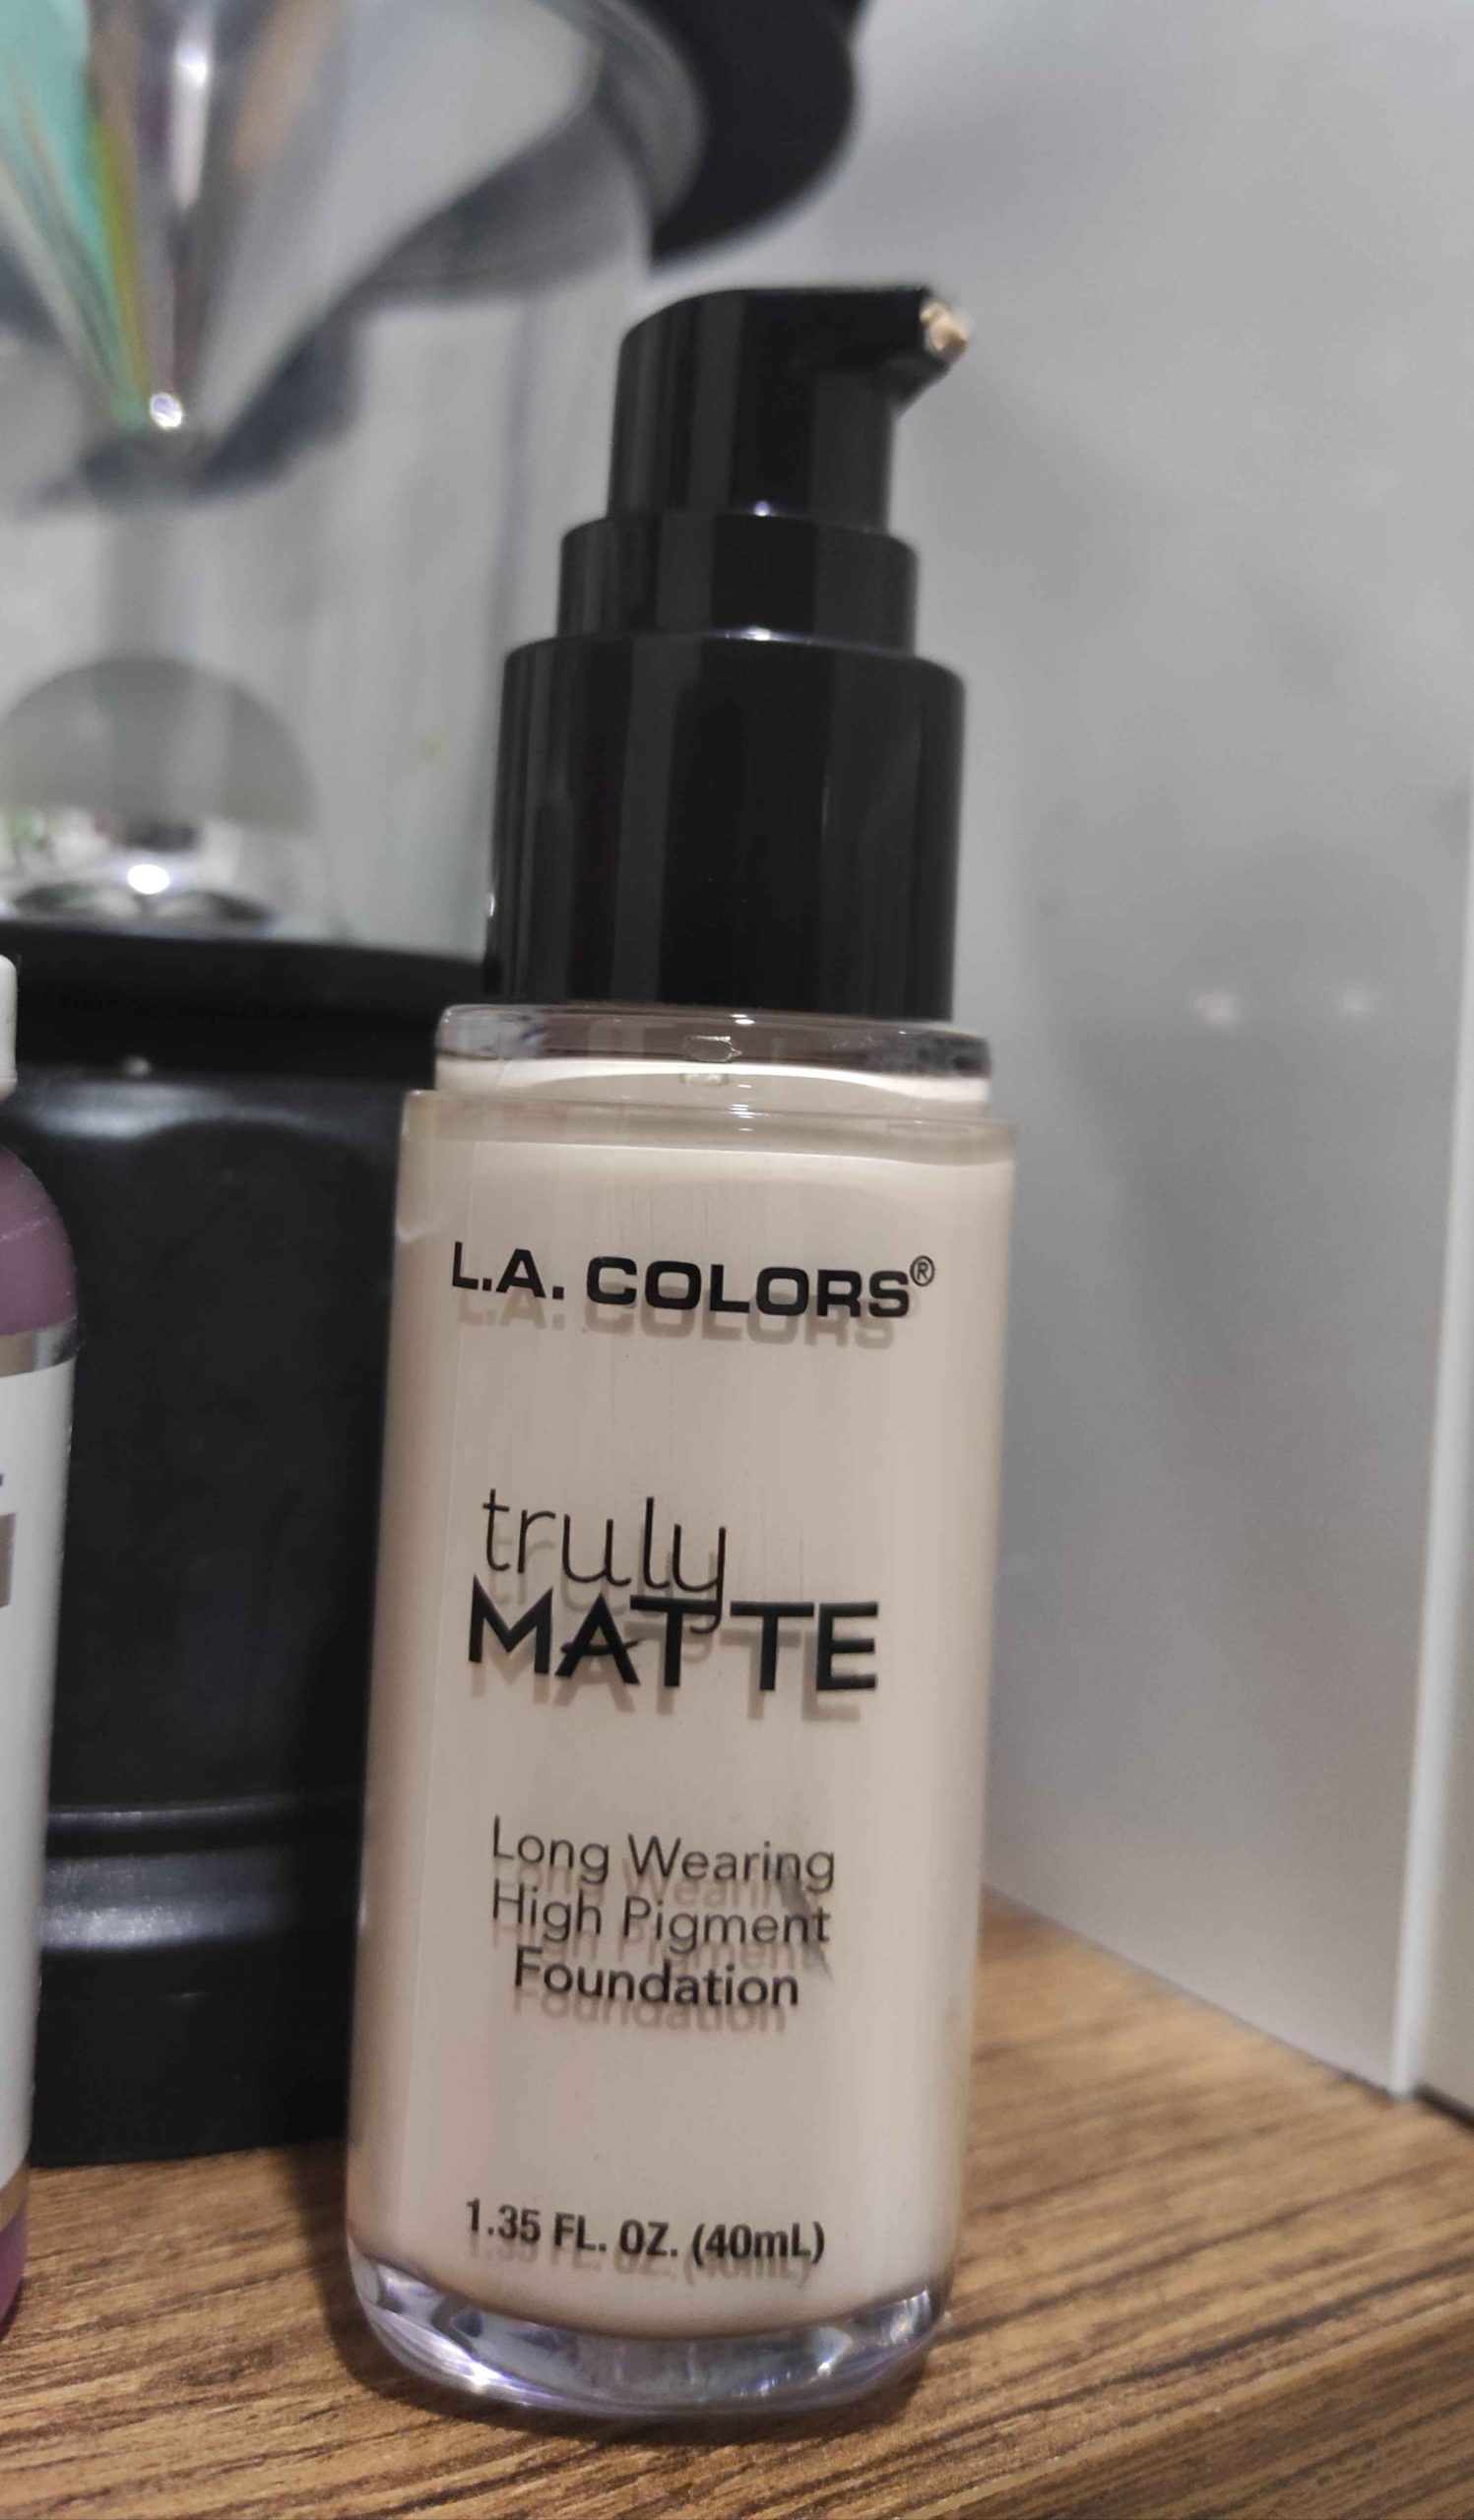 L.A. COLORS®
truly
MATTE
Long Wearing
High Pigment
Foundation
1.35 FL. OZ. (40mL)